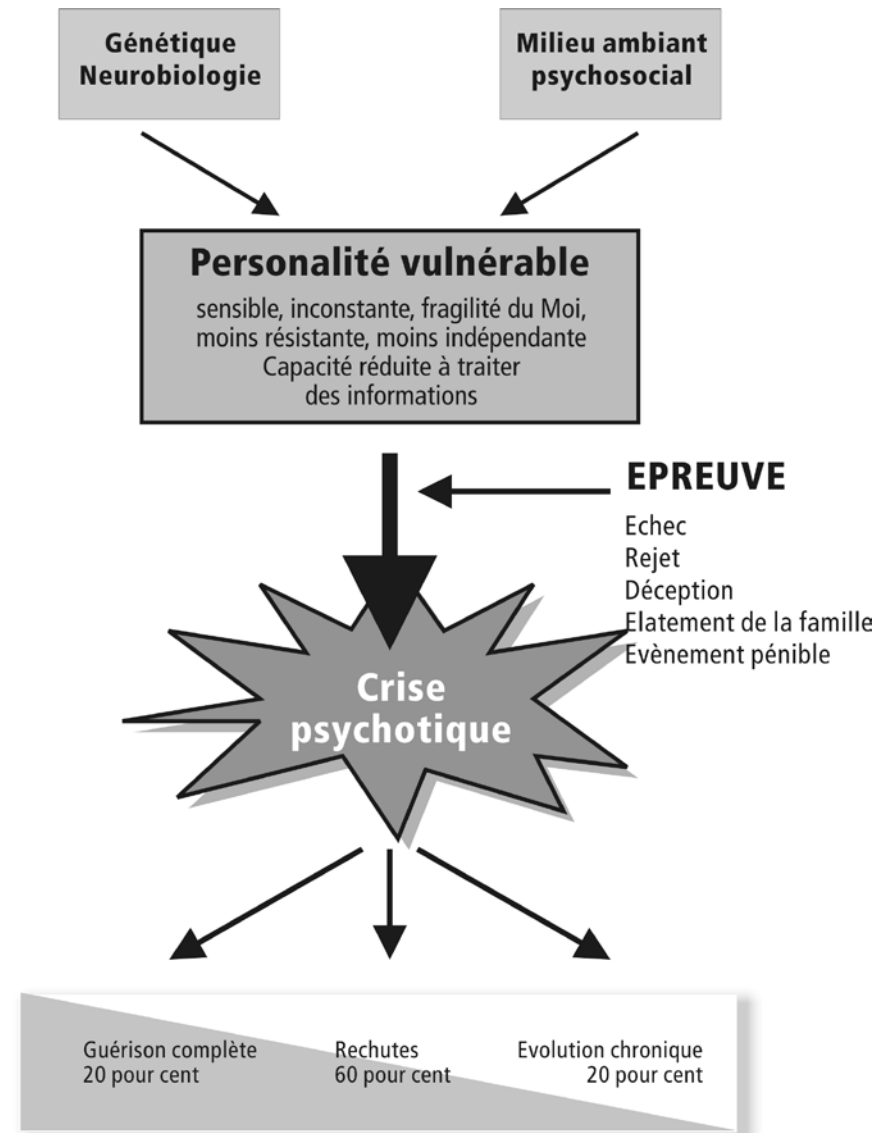 Génétique
Neurobiologie
Milieu ambiant
psychosocial
Personalité vulnérable
sensible, inconstante, fragilité du Moi,
moins résistante, moins indépendante
Capacité réduite à traiter
des informations
EPREUVE
Echec
Rejet
Déception
Elatement de la famille
Evènement pénible
Crise
psychotique
Guérison complète
20 pour cent
Rechutes
60 pour cent
Evolution chronique
20 pour cent